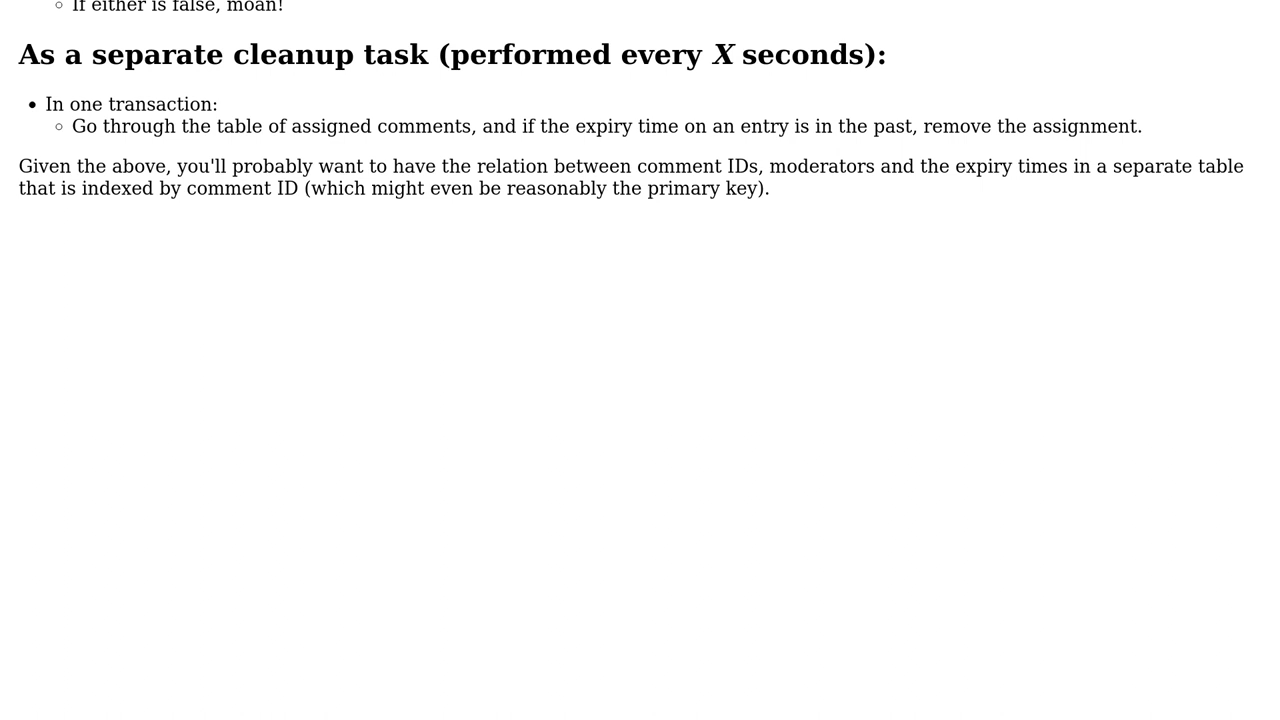 ◦ If either is false, moan!
As a separate cleanup task (performed every X seconds):
• In one transaction:
◦ Go through the table of assigned comments, and if the expiry time on an entry is in the past, remove the assignment.
Given the above, you'll probably want to have the relation between comment IDs, moderators and the expiry times in a separate table
that is indexed by comment ID (which might even be reasonably the primary key).